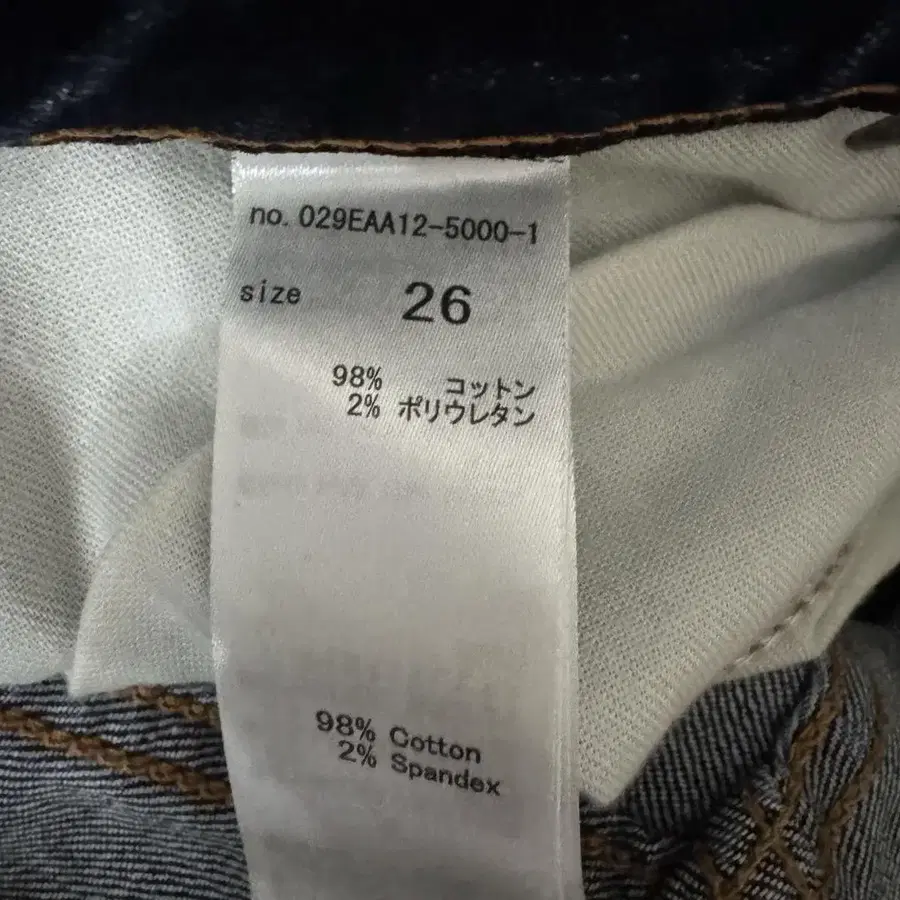 no. 029EAA12-5000-1
size 26
98% コットン
2% ポリウレタン
98% Cotton
2% Spandex